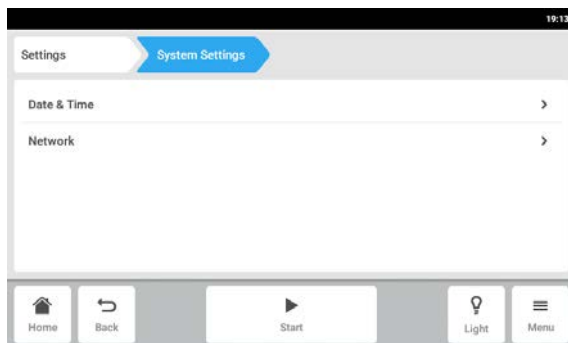 19:13
Settings
System Settings
Date & Time
Network
Home
Back
Start
Light
Menu